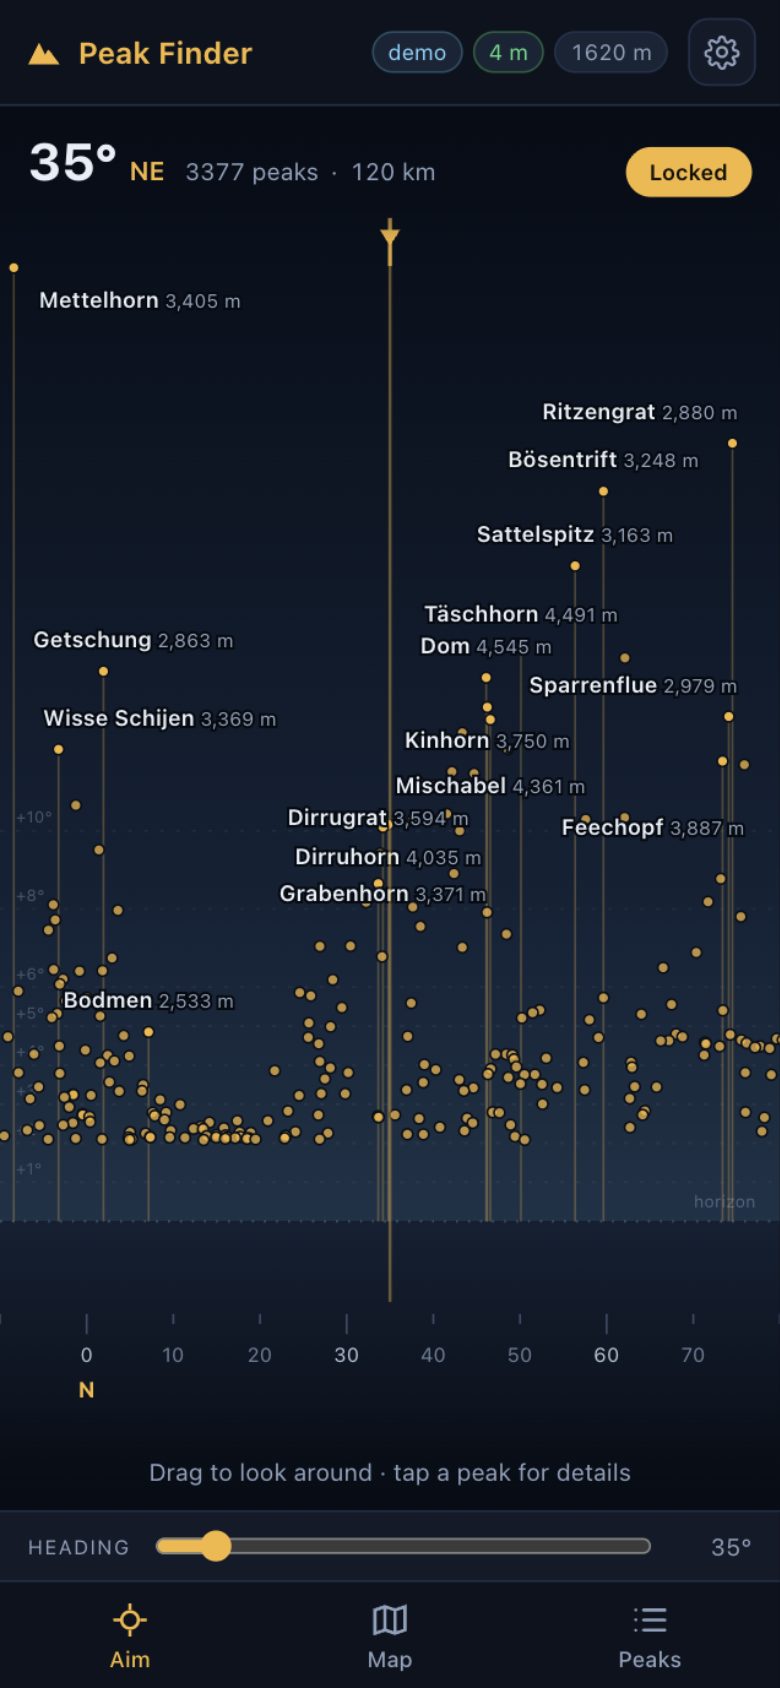 Peak Finder
demo
4 m
1620 m
35° NE 3377 peaks · 120 km
Locked
Mettelhorn 3,405 m
Ritzengrat 2,880 m
Bösentrift 3,248 m
Sattelspitz 3,163 m
Täschhorn 4,491 m
Getschung 2,863 m
Dom 4,545 m
Sparrenflue 2,979 m
Wisse Schijen 3,369 m
Kinhorn 3,750 m
Mischabel 4,361 m
+10°
Dirrugrat 3,594 m
Feechopf 3,887 m
Dirruhorn 4,035 m
+8°
Grabenhorn 3,371 m
+6°
Bodmen 2,533 m
+5°
+1°
horizon
0 10 20 30 40 50 60 70
N
Drag to look around · tap a peak for details
HEADING 35°
Aim Map Peaks